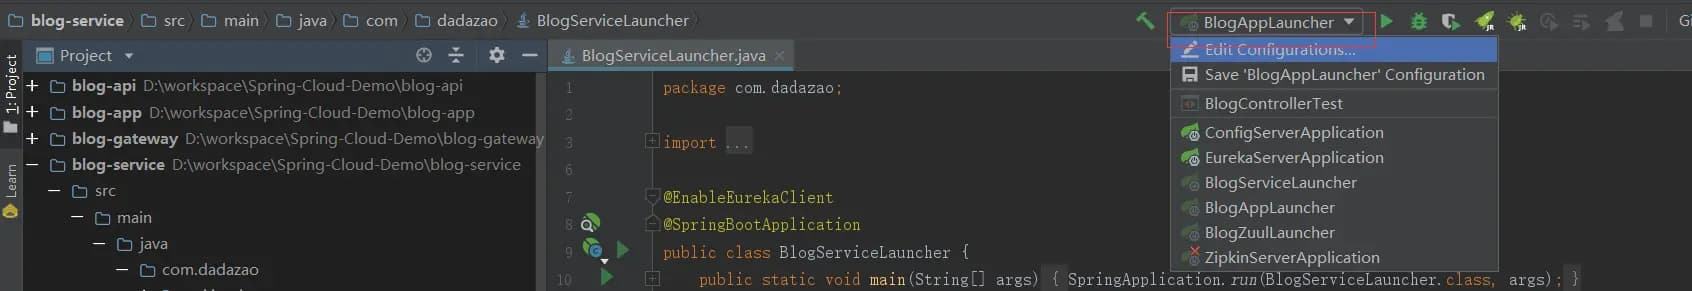 blog-service src main java com dadazao BlogServiceLauncher
BlogAppLauncher
Project
BlogServiceLauncher.java
1: Project
Learn
blog-api D:\workspace\Spring-Cloud-Demo\blog-api
blog-app D:\workspace\Spring-Cloud-Demo\blog-app
blog-gateway D:\workspace\Spring-Cloud-Demo\blog-gateway
blog-service D:\workspace\Spring-Cloud-Demo\blog-service
src
main
java
com.dadazao
1 package com.dadazao;
2
3 import ...
6
7 @EnableEurekaClient
8 @SpringBootApplication
9 public class BlogServiceLauncher {
10 public static void main(String[] args) { SpringApplication.run(BlogServiceLauncher.class, args); }
Edit Configurations...
Save 'BlogAppLauncher' Configuration
BlogControllerTest
ConfigServerApplication
EurekaServerApplication
BlogServiceLauncher
BlogAppLauncher
BlogZuulLauncher
ZipkinServerApplication